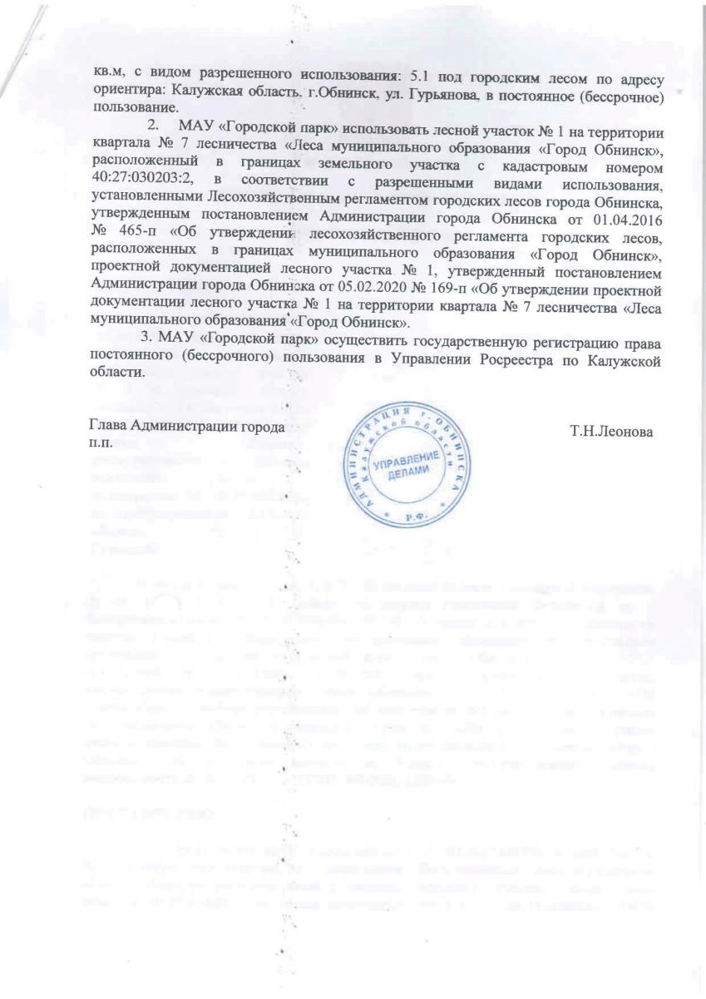 кв.м, с видом разрешенного использования: 5.1 под городским лесом по адресу
ориентира: Калужская область, г.Обнинск, ул. Гурьянова, в постоянное (бессрочное)
пользование.
2. МАУ «Городской парк» использовать лесной участок № 1 на территории
квартала № 7 лесничества «Леса муниципального образования «Город Обнинск»,
расположенный в границах земельного участка с кадастровым номером
40:27:030203:2, в соответствии с разрешенными видами использования,
установленными Лесохозяйственным регламентом городских лесов города Обнинска,
утвержденным постановлением Администрации города Обнинска от 01.04.2016
№ 465-п «Об утверждении лесохозяйственного регламента городских лесов,
расположенных в границах муниципального образования «Город Обнинск»,
проектной документацией лесного участка № 1, утвержденный постановлением
Администрации города Обнинска от 05.02.2020 № 169-п «Об утверждении проектной
документации лесного участка № 1 на территории квартала № 7 лесничества «Леса
муниципального образования «Город Обнинск».
3. МАУ «Городской парк» осуществить государственную регистрацию права
постоянного (бессрочного) пользования в Управлении Росреестра по Калужской
области.
Глава Администрации города
Т.Н.Леонова
п.п.
АДМИНИСТРАЦИЯ г. ОБНИНСКА
Калужской области
УПРАВЛЕНИЕ
ДЕЛАМИ
* Р.Ф. *